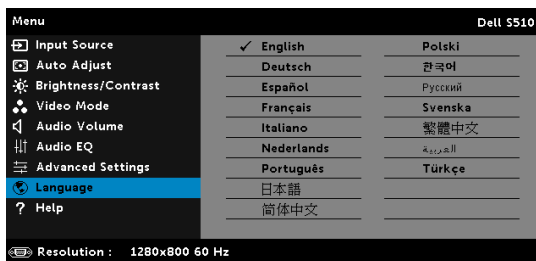 Menu Dell S510
Input Source
Auto Adjust
Brightness/Contrast
Video Mode
Audio Volume
Audio EQ
Advanced Settings
Language
? Help
✓ English
Deutsch
Español
Français
Italiano
Nederlands
Português
日本語
简体中文
Polski
한국어
Русский
Svenska
繁體中文
العربية
Türkçe
Resolution : 1280x800 60 Hz